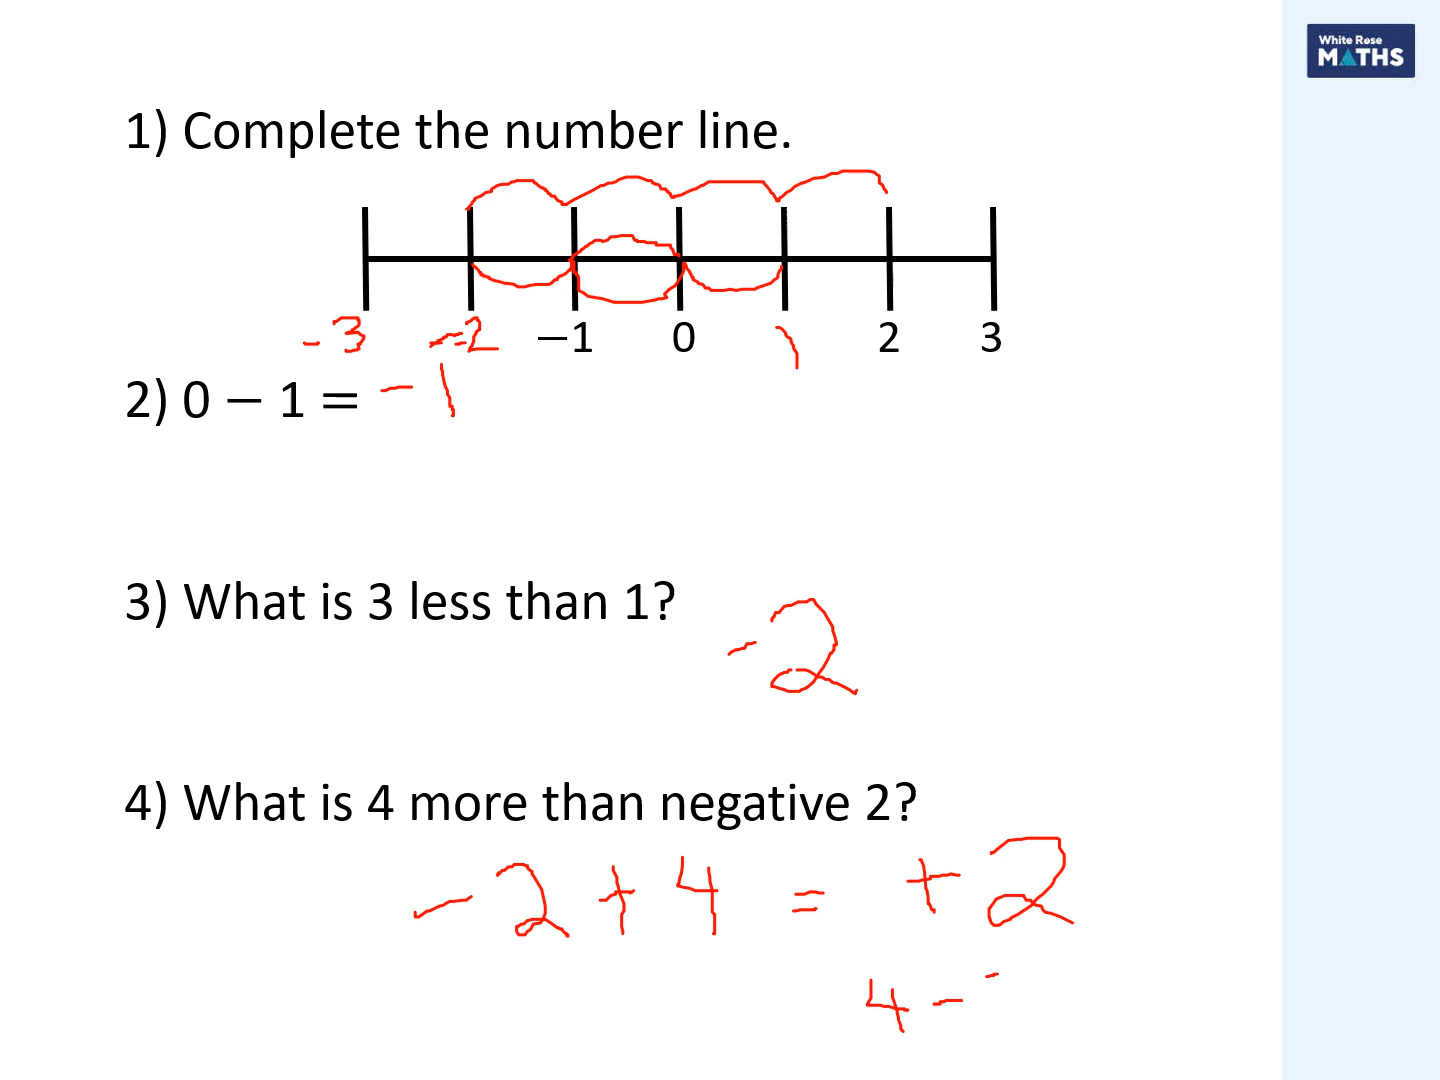 White Rose
MATHS
1) Complete the number line.
-3 -2 −1 0 1 2 3
2) 0 − 1 = - 1
3) What is 3 less than 1?
-2
4) What is 4 more than negative 2?
- 2 + 4 = + 2
4 -